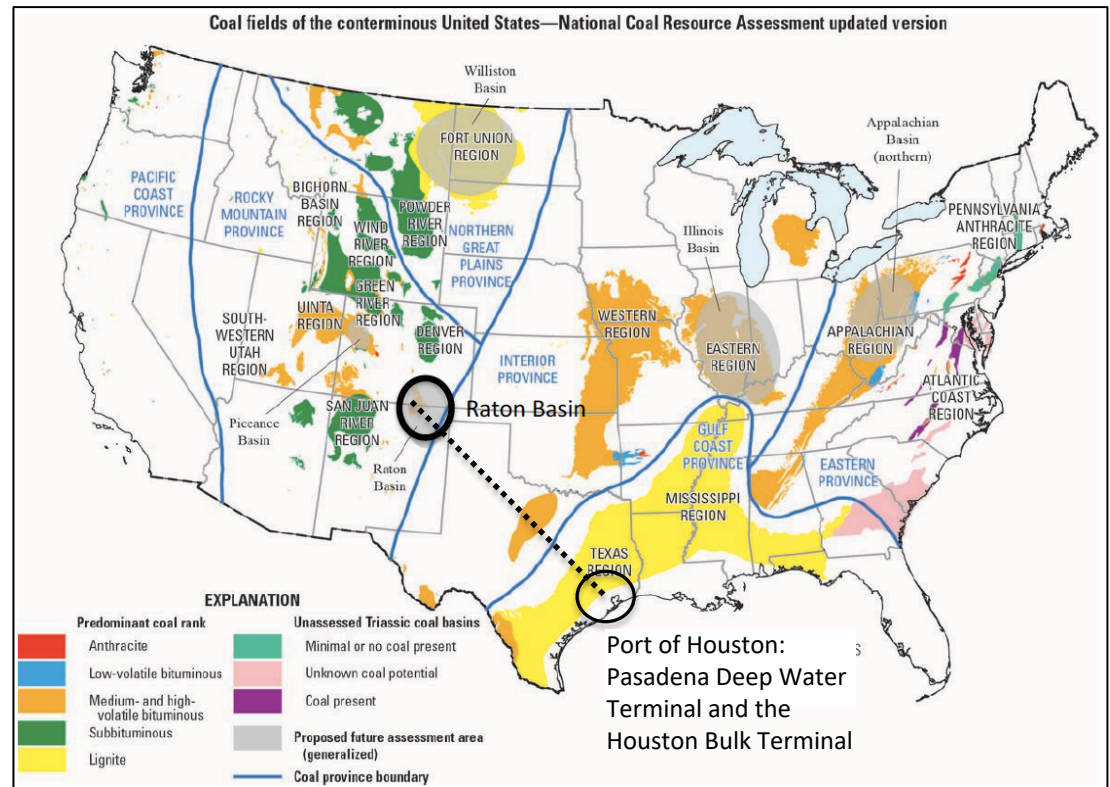 Coal fields of the conterminous United States—National Coal Resource Assessment updated version
Williston
Basin
FORT UNION
REGION
Appalachian
Basin
(northern)
PACIFIC
COAST
PROVINCE
ROCKY
MOUNTAIN
PROVINCE
BIGHORN
BASIN
REGION
WIND
RIVER
REGION
POWDER
RIVER
REGION
NORTHERN
GREAT
PLAINS
PROVINCE
Illinois
Basin
PENNSYLVANIA
ANTHRACITE
REGION
GREEN
RIVER
REGION
UINTA
REGION
SOUTH-
WESTERN
UTAH
REGION
DENVER
REGION
WESTERN
REGION
INTERIOR
PROVINCE
EASTERN
REGION
APPALACHIAN
REGION
ATLANTIC
COAST
REGION
Piceance
Basin
SAN JUAN
RIVER
REGION
Raton Basin
Raton
Basin
GULF
COAST
PROVINCE
EASTERN
PROVINCE
MISSISSIPPI
REGION
TEXAS
REGION
EXPLANATION
Predominant coal rank
Anthracite
Low-volatile bituminous
Medium- and high-
volatile bituminous
Subbituminous
Lignite
Unassessed Triassic coal basins
Minimal or no coal present
Unknown coal potential
Coal present
Proposed future assessment area
(generalized)
Coal province boundary
Port of Houston:
Pasadena Deep Water
Terminal and the
Houston Bulk Terminal
S